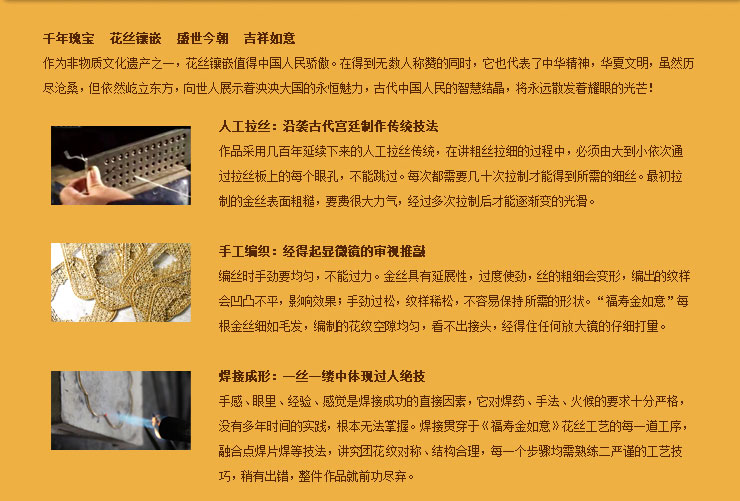 千年瑰宝 花丝镶嵌 盛世今朝 吉祥如意
作为非物质文化遗产之一，花丝镶嵌值得中国人民骄傲。在得到无数人称赞的同时，它也代表了中华精神，华夏文明，虽然历
尽沧桑，但依然屹立东方，向世人展示着泱泱大国的永恒魅力，古代中国人民的智慧结晶，将永远散发着耀眼的光芒！
人工拉丝：沿袭古代宫廷制作传统技法
作品采用几百年延续下来的人工拉丝传统，在讲粗丝拉细的过程中，必须由大到小依次通
过拉丝板上的每个眼孔，不能跳过。每次都需要几十次拉制才能得到所需的细丝。最初拉
制的金丝表面粗糙，要费很大力气，经过多次拉制后才能逐渐变的光滑。
手工编织：经得起显微镜的审视推敲
编丝时手劲要均匀，不能过力。金丝具有延展性，过度使劲，丝的粗细会变形，编出的纹样
会凹凸不平，影响效果；手劲过松，纹样稀松，不容易保持所需的形状。“福寿金如意”每
根金丝细如毛发，编制的花纹空隙均匀，看不出接头，经得住任何放大镜的仔细打量。
焊接成形：一丝一缕中体现过人绝技
手感、眼里、经验、感觉是焊接成功的直接因素，它对焊药、手法、火候的要求十分严格，
没有多年时间的实践，根本无法掌握。焊接贯穿于《福寿金如意》花丝工艺的每一道工序，
融合点焊片焊等技法，讲究团花纹对称、结构合理，每一个步骤均需熟练二严谨的工艺技
巧，稍有出错，整件作品就前功尽弃。